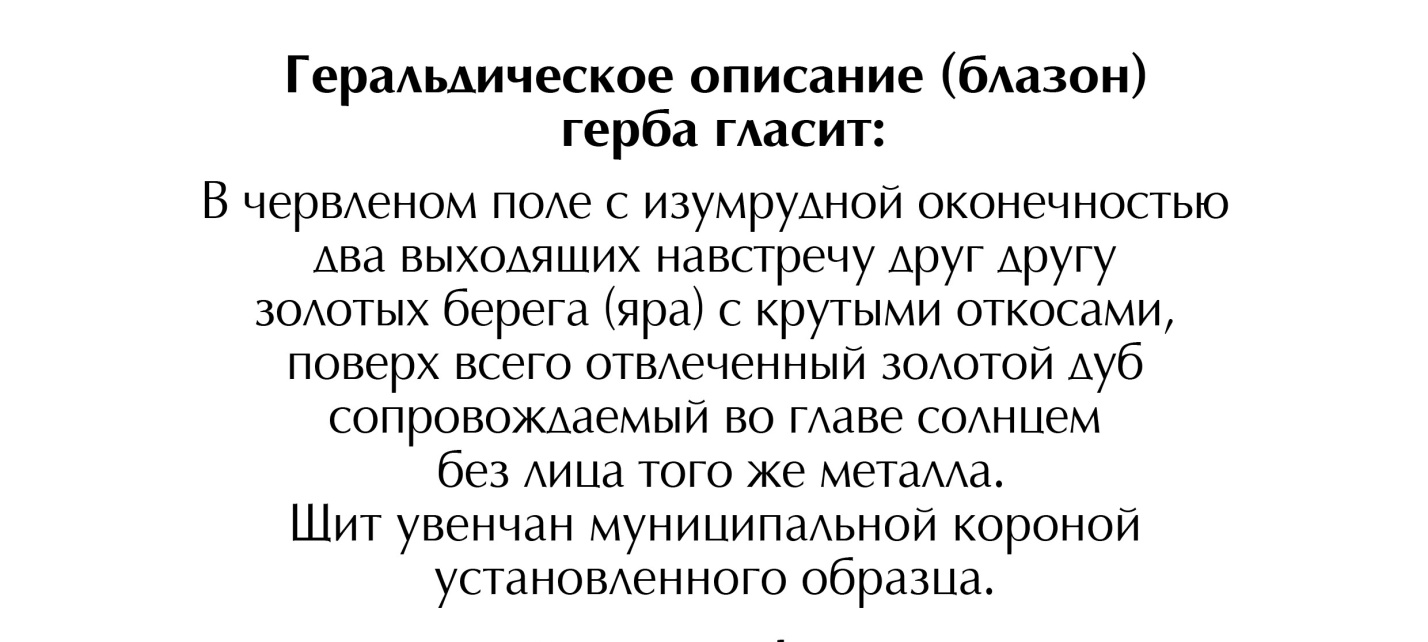 Геральдическое описание (блазон)
герба гласит:
В червленом поле с изумрудной оконечностью
два выходящих навстречу друг другу
золотых берега (яра) с крутыми откосами,
поверх всего отвлеченный золотой дуб
сопровождаемый во главе солнцем
без лица того же металла.
Щит увенчан муниципальной короной
установленного образца.